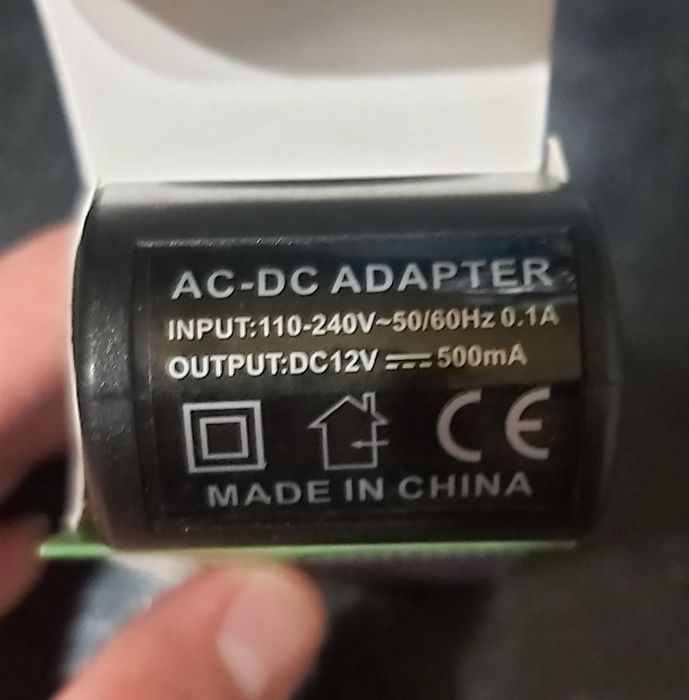 AC-DC ADAPTER
INPUT:110-240V~50/60Hz 0.1A
OUTPUT:DC12V ⎓ 500mA
CE
MADE IN CHINA